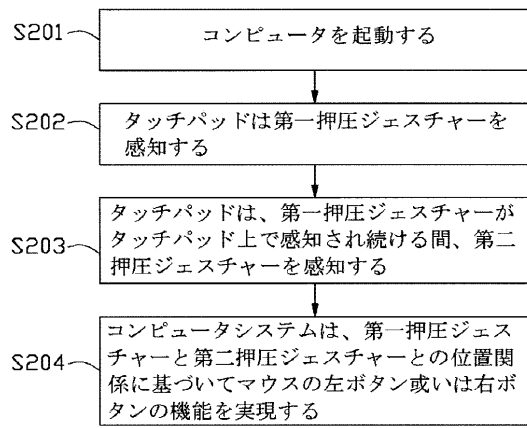 S201
コンピュータを起動する
S202
タッチパッドは第一押圧ジェスチャーを
感知する
S203
タッチパッドは、第一押圧ジェスチャーが
タッチパッド上で感知され続ける間、第二
押圧ジェスチャーを感知する
S204
コンピュータシステムは、第一押圧ジェス
チャーと第二押圧ジェスチャーとの位置関
係に基づいてマウスの左ボタン或いは右ボ
タンの機能を実現する